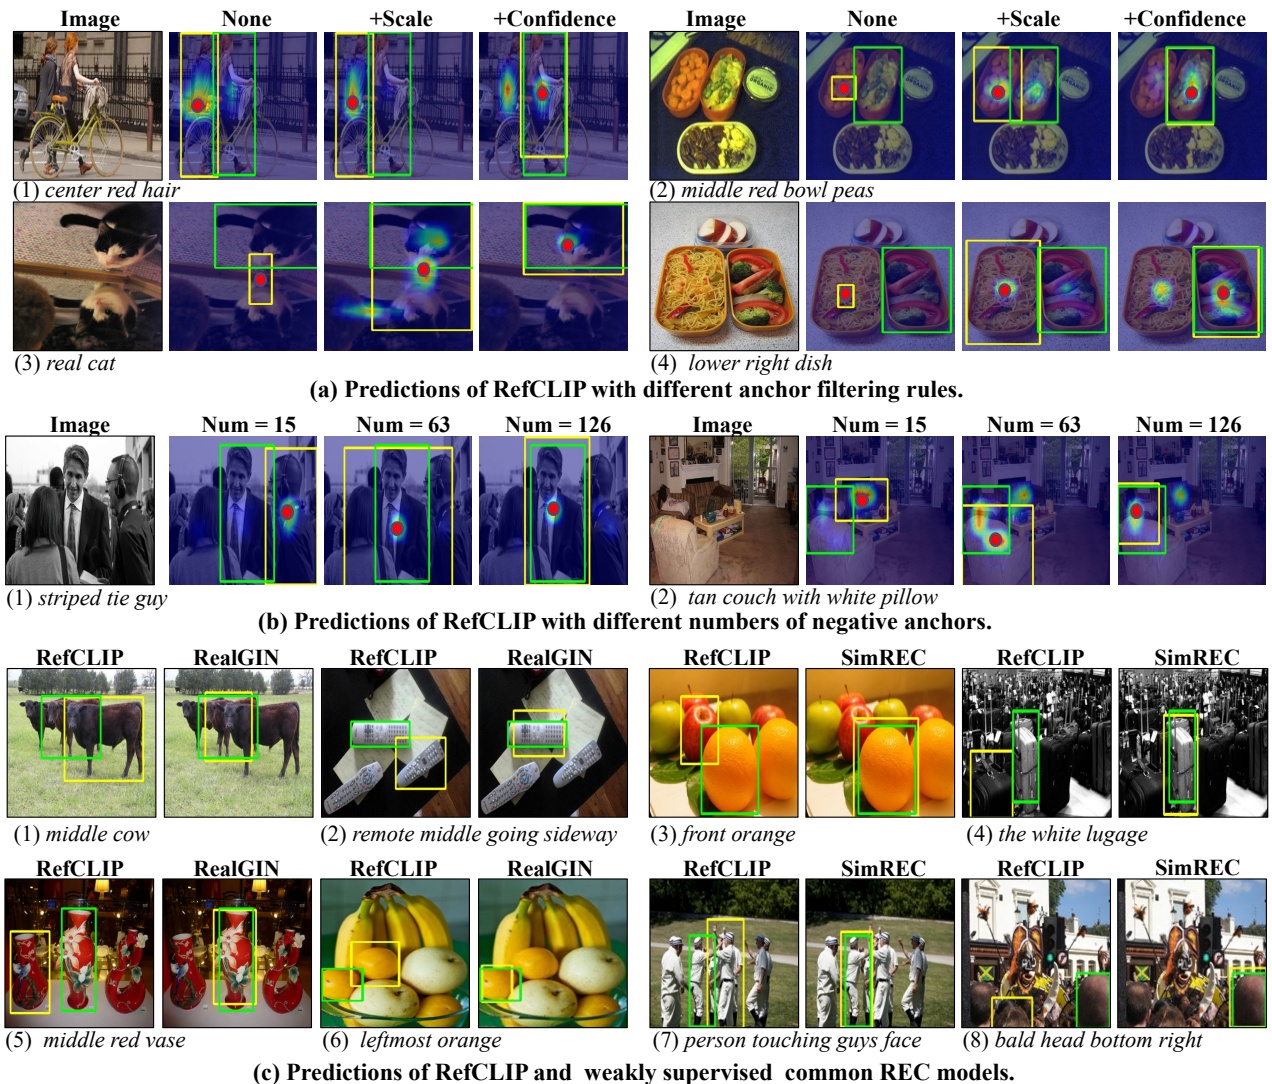 Image None +Scale +Confidence Image None +Scale +Confidence
(1) center red hair (2) middle red bowl peas
(3) real cat (4) lower right dish
(a) Predictions of RefCLIP with different anchor filtering rules.
Image Num = 15 Num = 63 Num = 126 Image Num = 15 Num = 63 Num = 126
(1) striped tie guy (2) tan couch with white pillow
(b) Predictions of RefCLIP with different numbers of negative anchors.
RefCLIP RealGIN RefCLIP RealGIN RefCLIP SimREC RefCLIP SimREC
(1) middle cow (2) remote middle going sideway (3) front orange (4) the white lugage
RefCLIP RealGIN RefCLIP RealGIN RefCLIP SimREC RefCLIP SimREC
(5) middle red vase (6) leftmost orange (7) person touching guys face (8) bald head bottom right
(c) Predictions of RefCLIP and weakly supervised common REC models.